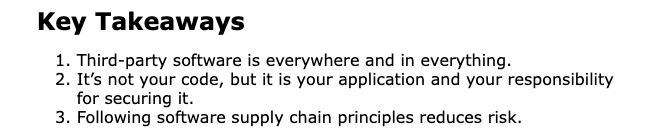 Key Takeaways
1. Third-party software is everywhere and in everything.
2. It’s not your code, but it is your application and your responsibility
for securing it.
3. Following software supply chain principles reduces risk.